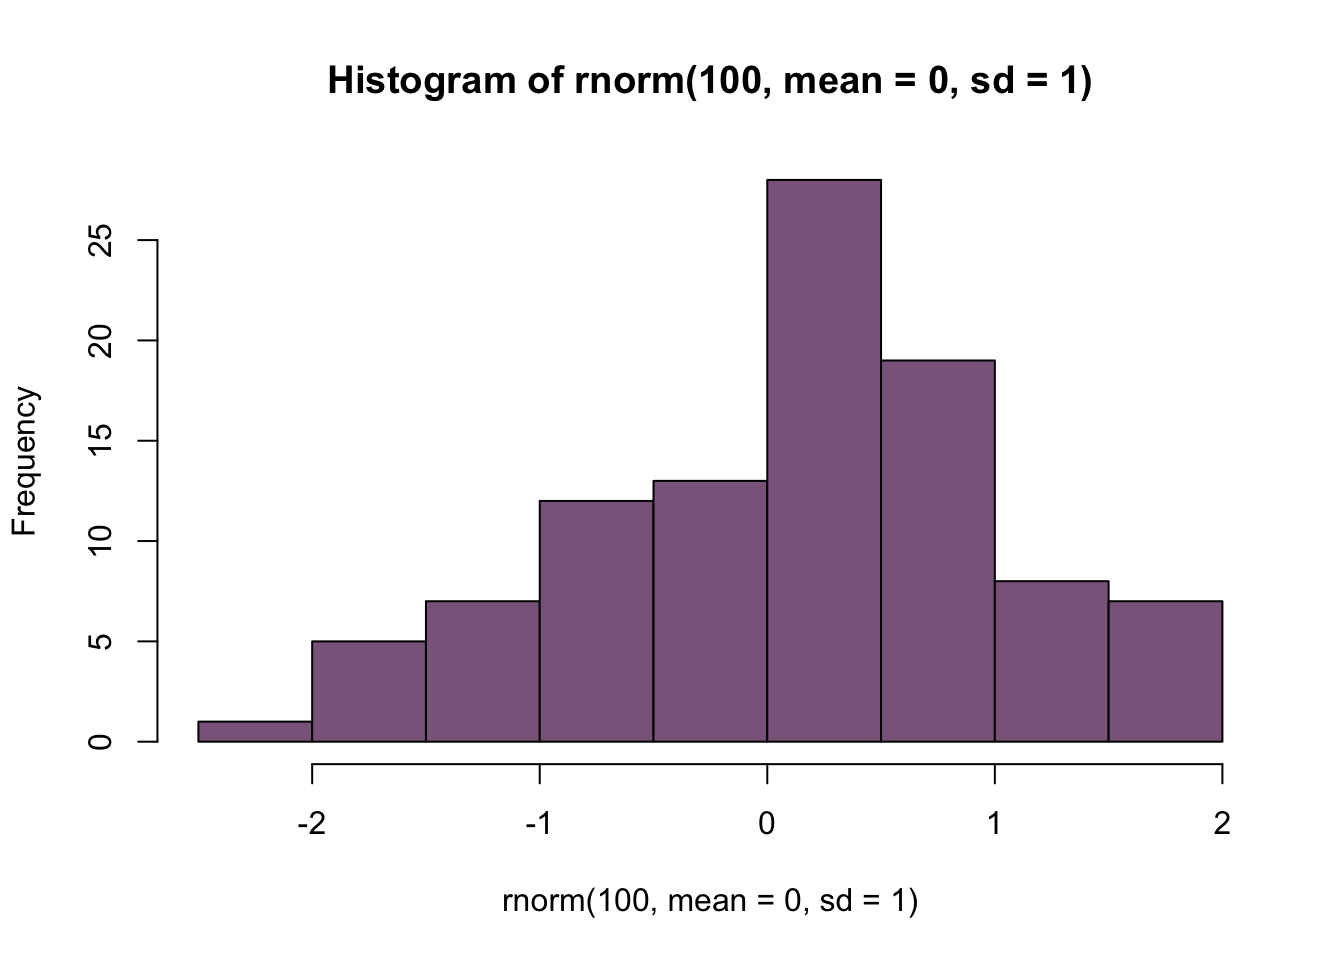 Histogram of rnorm(100, mean = 0, sd = 1)
Frequency
25
20
15
10
5
0
-2 -1 0 1 2
rnorm(100, mean = 0, sd = 1)